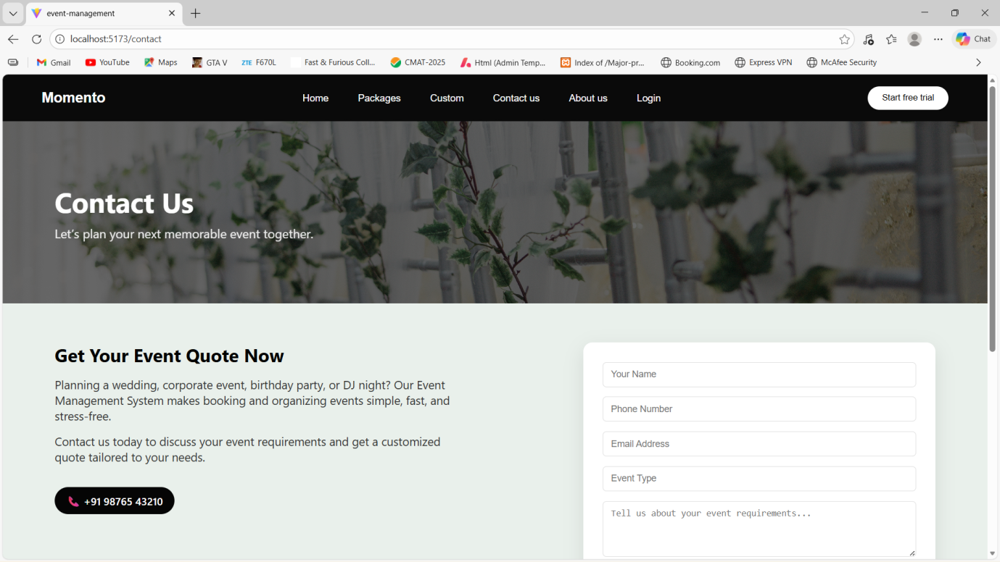 event-management
localhost:5173/contact
Chat
Gmail
YouTube
Maps
GTA V
ZTE F670L
Fast & Furious Coll...
CMAT-2025
Html (Admin Temp...
Index of /Major-pr...
Booking.com
Express VPN
McAfee Security
Momento
Home
Packages
Custom
Contact us
About us
Login
Start free trial
Contact Us
Let’s plan your next memorable event together.
Get Your Event Quote Now
Planning a wedding, corporate event, birthday party, or DJ night? Our Event
Management System makes booking and organizing events simple, fast, and
stress-free.
Contact us today to discuss your event requirements and get a customized
quote tailored to your needs.
+91 98765 43210
Your Name
Phone Number
Email Address
Event Type
Tell us about your event requirements...